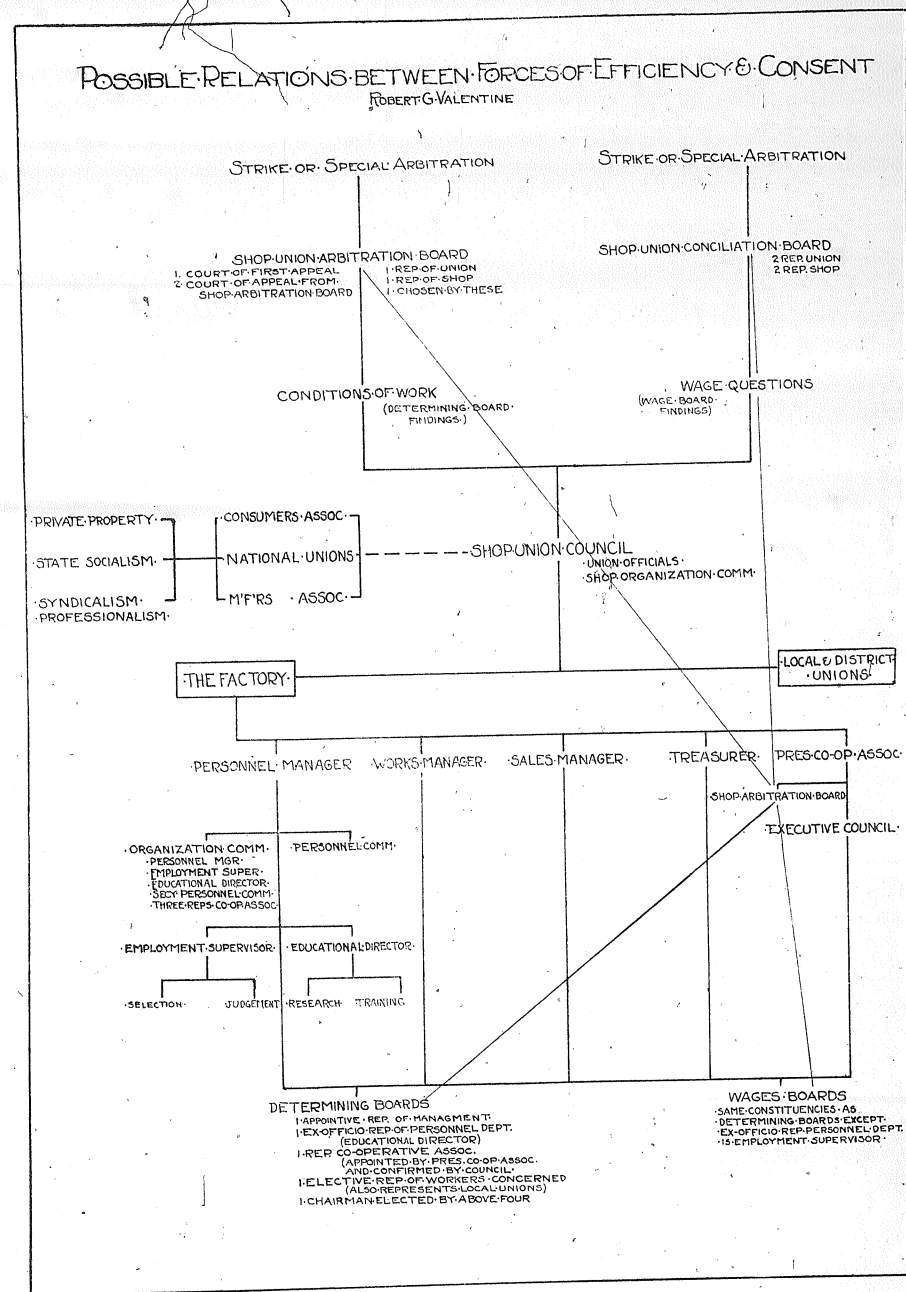 POSSIBLE·RELATIONS·BETWEEN·FORCES·OF·EFFICIENCY·&·CONSENT
ROBERT·G·VALENTINE
STRIKE·OR·SPECIAL·ARBITRATION
STRIKE·OR·SPECIAL·ARBITRATION
SHOP·UNION·ARBITRATION·BOARD
1. COURT·OF·FIRST·APPEAL
2· COURT·OF·APPEAL·FROM·
SHOP·ARBITRATION·BOARD
1·REP·OF·UNION
1·REP·OF·SHOP
1·CHOSEN·BY·THESE
SHOP·UNION·CONCILIATION·BOARD
2 REP. UNION
2 REP. SHOP
CONDITIONS·OF·WORK
(DETERMINING·BOARD·
FINDINGS.)
WAGE·QUESTIONS
(WAGE·BOARD·
FINDINGS)
·PRIVATE·PROPERTY·
·STATE SOCIALISM·
·SYNDICALISM·
·PROFESSIONALISM·
·CONSUMERS·ASSOC·
·NATIONAL·UNIONS
M'F'RS · ASSOC·
SHOP·UNION·COUNCIL
·UNION·OFFICIALS·
·SHOP·ORGANIZATION·COMM·
·THE FACTORY·
·LOCAL & DISTRICT
·UNIONS·
·PERSONNEL MANAGER
·WORKS·MANAGER·
·SALES·MANAGER·
·TREASURER·
PRES·CO·OP·ASSOC·
·SHOP·ARBITRATION·BOARD
·EXECUTIVE COUNCIL·
·ORGANIZATION·COMM·
·PERSONNEL MGR·
·EMPLOYMENT SUPER·
·EDUCATIONAL DIRECTOR·
·SECY PERSONNEL·COMM·
·THREE·REPS·CO·OP·ASSOC·
·PERSONNEL·COMM·
·EMPLOYMENT·SUPERVISOR·
·EDUCATIONAL·DIRECTOR·
·SELECTION·
JUDGEMENT
·RESEARCH·
TRAINING
DETERMINING BOARDS
1·APPOINTIVE·REP. OF·MANAGMENT·
1·EX-OFFICIO·REP·OF·PERSONNEL DEPT.
(EDUCATIONAL DIRECTOR)
1·REP CO·OPERATIVE ASSOC.
(APPOINTED·BY·PRES.CO·OP·ASSOC.
AND·CONFIRMED·BY·COUNCIL·
1·ELECTIVE·REP·OF·WORKERS·CONCERNED
(ALSO·REPRESENTS·LOCAL·UNIONS)
1·CHAIRMAN·ELECTED·BY·ABOVE·FOUR
WAGES·BOARDS
·SAME·CONSTITUENCIES·AS·
·DETERMINING·BOARDS·EXCEPT·
·EX·OFFICIO·REP·PERSONNEL·DEPT.
·IS·EMPLOYMENT·SUPERVISOR·